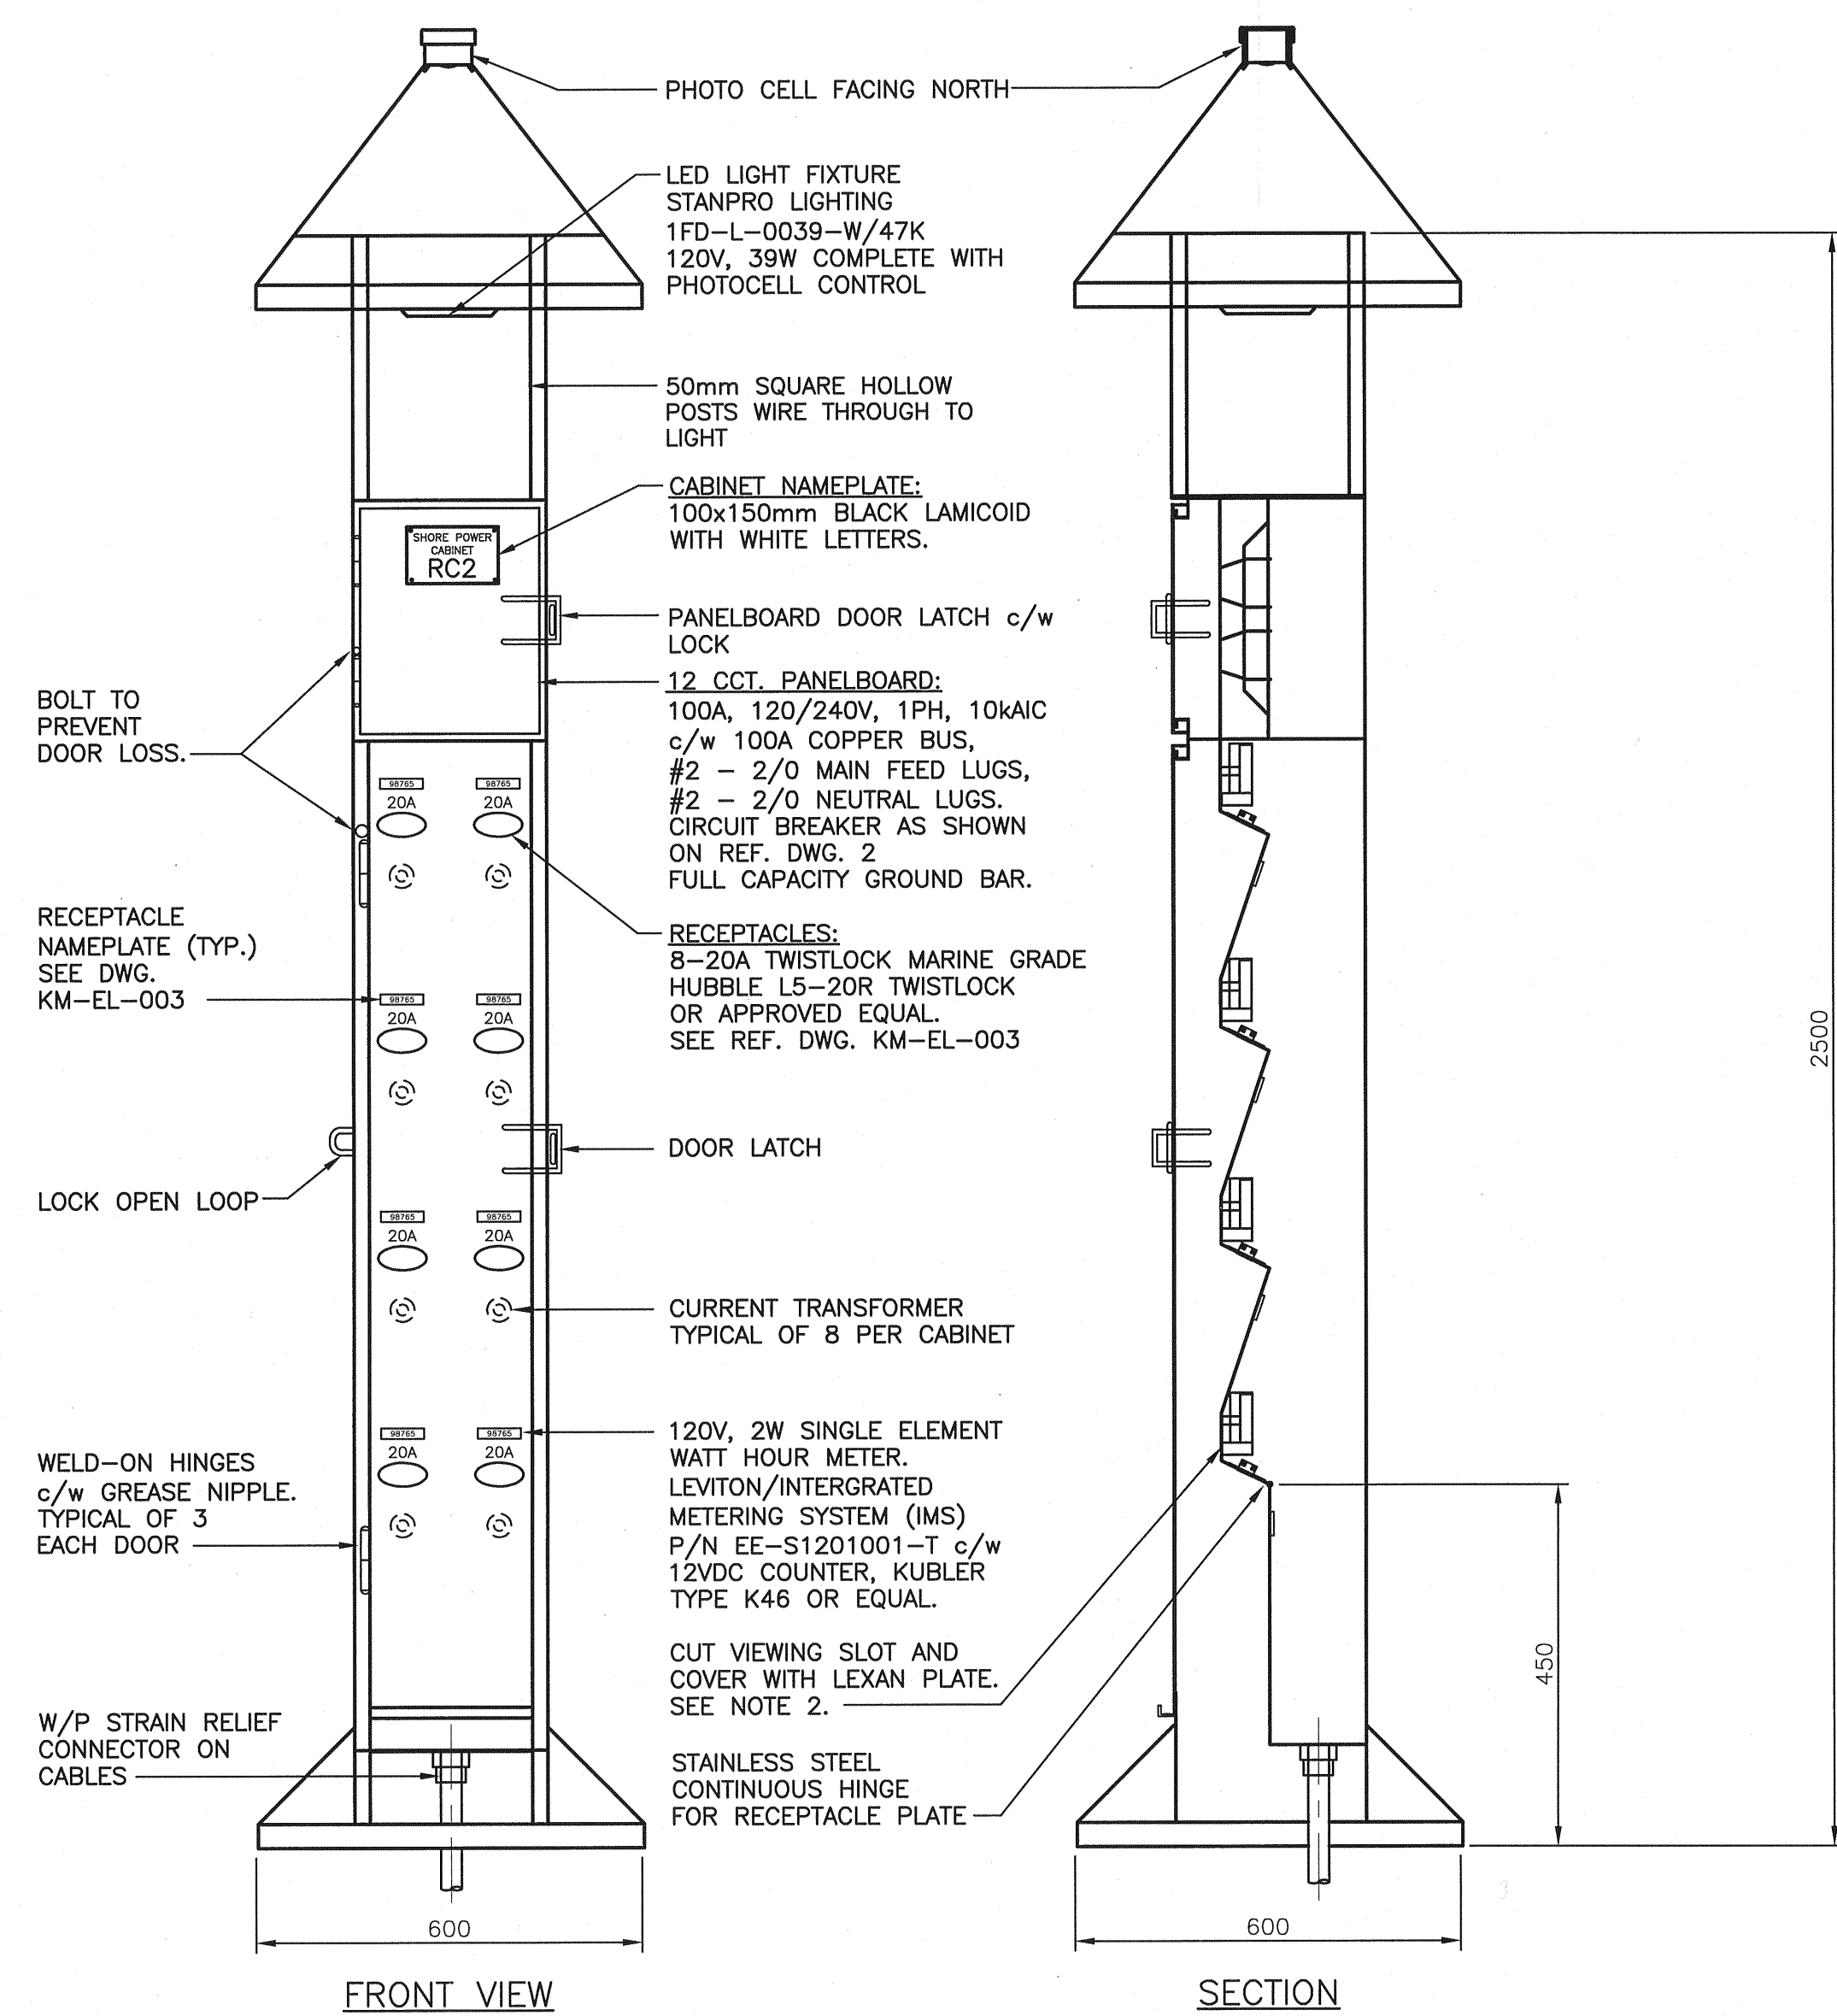 PHOTO CELL FACING NORTH
LED LIGHT FIXTURE
STANPRO LIGHTING
1FD-L-0039-W/47K
120V, 39W COMPLETE WITH
PHOTOCELL CONTROL
50mm SQUARE HOLLOW
POSTS WIRE THROUGH TO
LIGHT
CABINET NAMEPLATE:
100x150mm BLACK LAMICOID
WITH WHITE LETTERS.
SHORE POWER
CABINET
RC2
PANELBOARD DOOR LATCH c/w
LOCK
12 CCT. PANELBOARD:
100A, 120/240V, 1PH, 10kAIC
c/w 100A COPPER BUS,
#2 - 2/0 MAIN FEED LUGS,
#2 - 2/0 NEUTRAL LUGS.
CIRCUIT BREAKER AS SHOWN
ON REF. DWG. 2
FULL CAPACITY GROUND BAR.
BOLT TO
PREVENT
DOOR LOSS.
98765 98765
20A 20A
RECEPTACLE
NAMEPLATE (TYP.)
SEE DWG.
KM-EL-003
RECEPTACLES:
8-20A TWISTLOCK MARINE GRADE
HUBBLE L5-20R TWISTLOCK
OR APPROVED EQUAL.
SEE REF. DWG. KM-EL-003
98765 98765
20A 20A
2500
DOOR LATCH
LOCK OPEN LOOP
98765 98765
20A 20A
CURRENT TRANSFORMER
TYPICAL OF 8 PER CABINET
98765 98765
20A 20A
120V, 2W SINGLE ELEMENT
WATT HOUR METER.
LEVITON/INTERGRATED
METERING SYSTEM (IMS)
P/N EE-S1201001-T c/w
12VDC COUNTER, KUBLER
TYPE K46 OR EQUAL.
WELD-ON HINGES
c/w GREASE NIPPLE.
TYPICAL OF 3
EACH DOOR
CUT VIEWING SLOT AND
COVER WITH LEXAN PLATE.
SEE NOTE 2.
450
W/P STRAIN RELIEF
CONNECTOR ON
CABLES
STAINLESS STEEL
CONTINUOUS HINGE
FOR RECEPTACLE PLATE
600
600
FRONT VIEW
SECTION